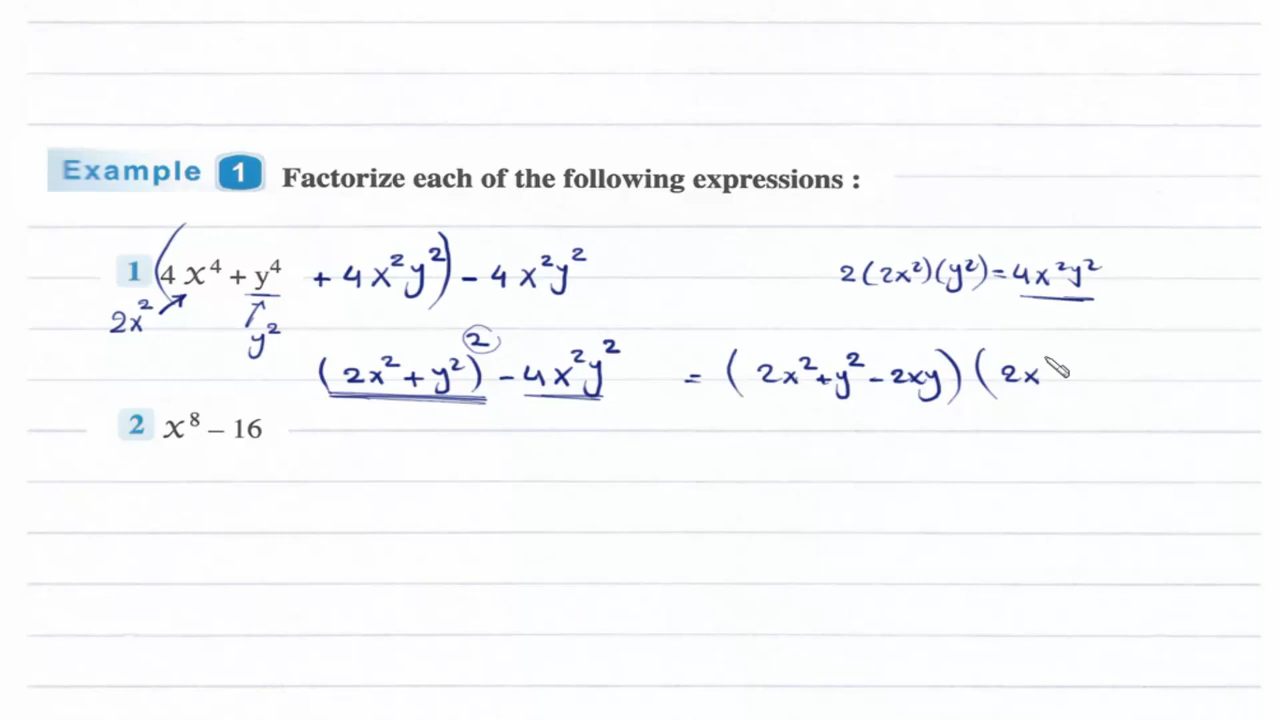 Example 1 Factorize each of the following expressions :
1 (4x⁴ + y⁴ + 4x²y²) - 4x²y² 2(2x²)(y²)=4x²y²
2x² y²
(2x²+y²)² - 4x²y² = (2x²+y²-2xy)(2x
2 x⁸ – 16